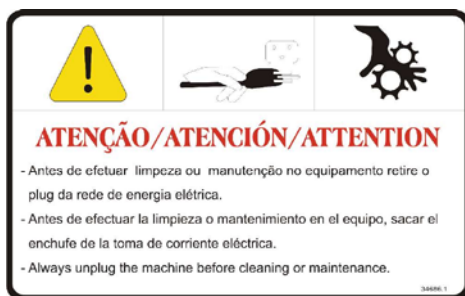 ATENÇÃO/ATENCIÓN/ATTENTION
- Antes de efetuar limpeza ou manutenção no equipamento retire o
plug da rede de energia elétrica.
- Antes de efectuar la limpieza o mantenimiento en el equipo, sacar el
enchufe de la toma de corriente eléctrica.
- Always unplug the machine before cleaning or maintenance.
34686.1